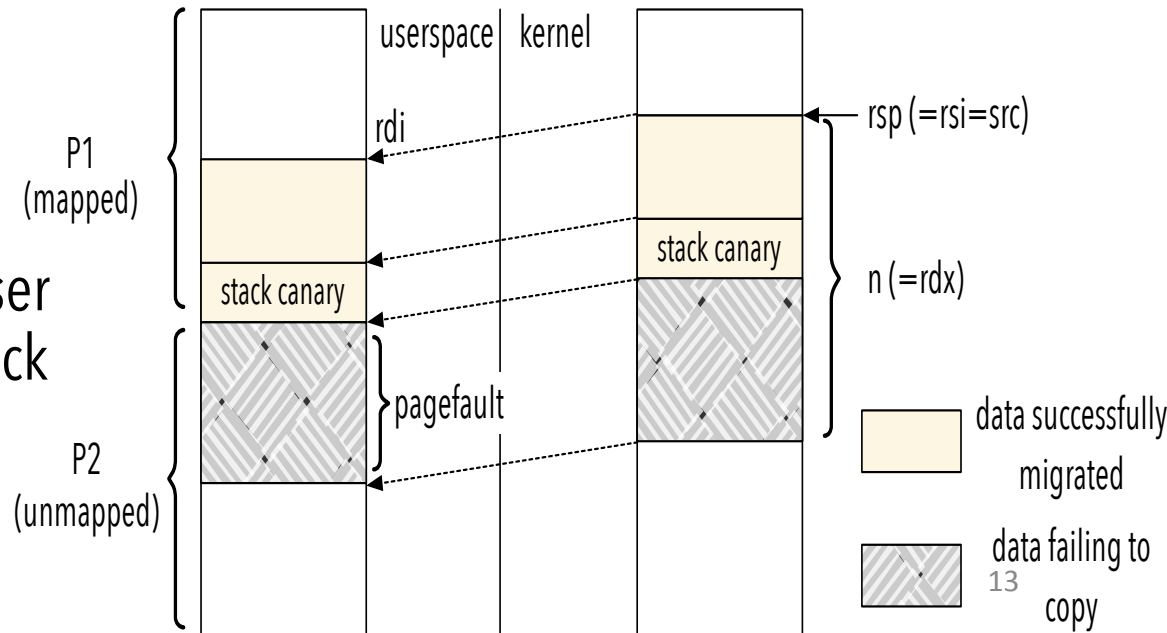 userspace
kernel
rsp (=rsi=src)
rdi
P1
(mapped)
stack canary
stack canary
n (=rdx)
ser
ck
pagefault
P2
(unmapped)
data successfully
migrated
data failing to
copy
13